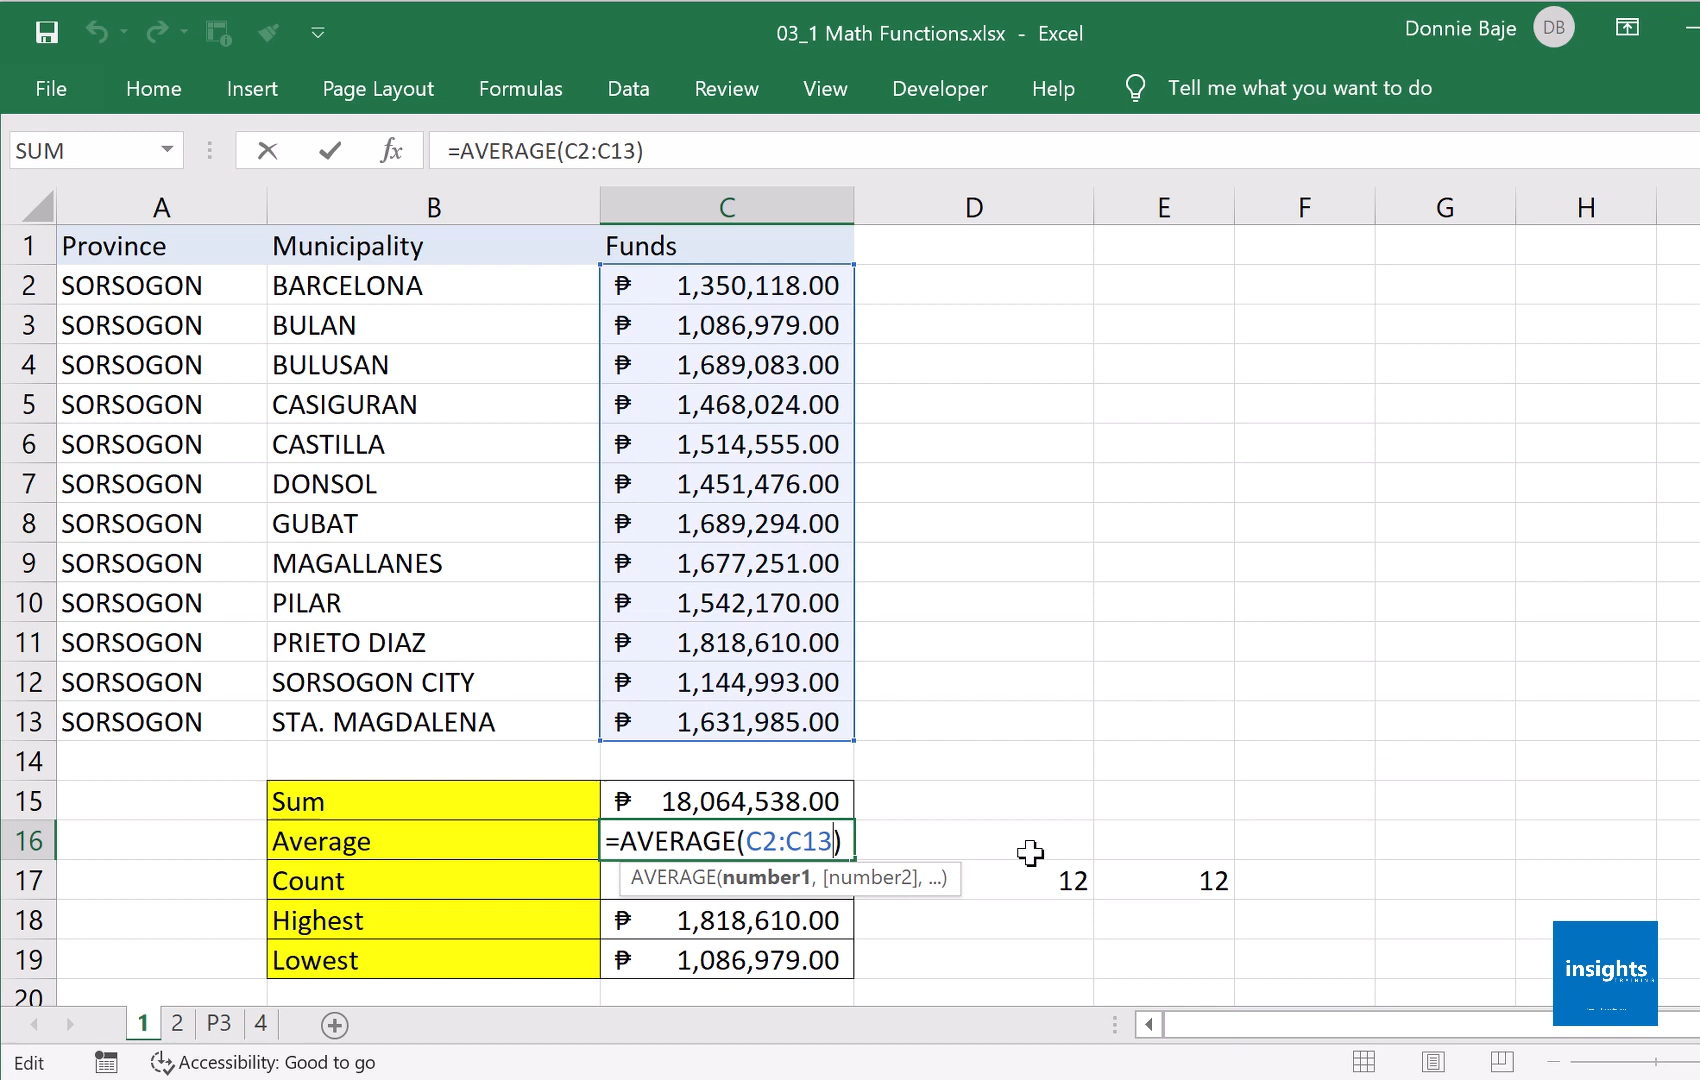 03_1 Math Functions.xlsx - Excel
Donnie Baje DB
File Home Insert Page Layout Formulas Data Review View Developer Help Tell me what you want to do
SUM fx =AVERAGE(C2:C13)
A B C D E F G H
1 Province Municipality Funds
2 SORSOGON BARCELONA ₱ 1,350,118.00
3 SORSOGON BULAN ₱ 1,086,979.00
4 SORSOGON BULUSAN ₱ 1,689,083.00
5 SORSOGON CASIGURAN ₱ 1,468,024.00
6 SORSOGON CASTILLA ₱ 1,514,555.00
7 SORSOGON DONSOL ₱ 1,451,476.00
8 SORSOGON GUBAT ₱ 1,689,294.00
9 SORSOGON MAGALLANES ₱ 1,677,251.00
10 SORSOGON PILAR ₱ 1,542,170.00
11 SORSOGON PRIETO DIAZ ₱ 1,818,610.00
12 SORSOGON SORSOGON CITY ₱ 1,144,993.00
13 SORSOGON STA. MAGDALENA ₱ 1,631,985.00
14
15 Sum ₱ 18,064,538.00
16 Average =AVERAGE(C2:C13)
17 Count AVERAGE(number1, [number2], ...) 12 12
18 Highest ₱ 1,818,610.00
19 Lowest ₱ 1,086,979.00
20
insights
1 2 P3 4
Edit Accessibility: Good to go